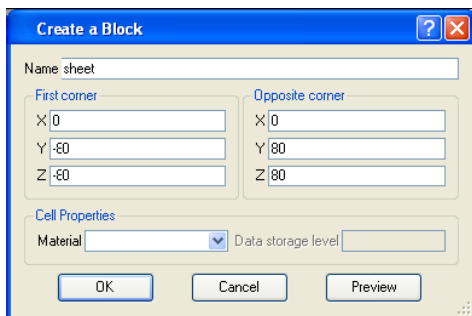 Create a Block
Name sheet
First corner
X 0
Y -80
Z -80
Opposite corner
X 0
Y 80
Z 80
Cell Properties
Material Data storage level
OK Cancel Preview